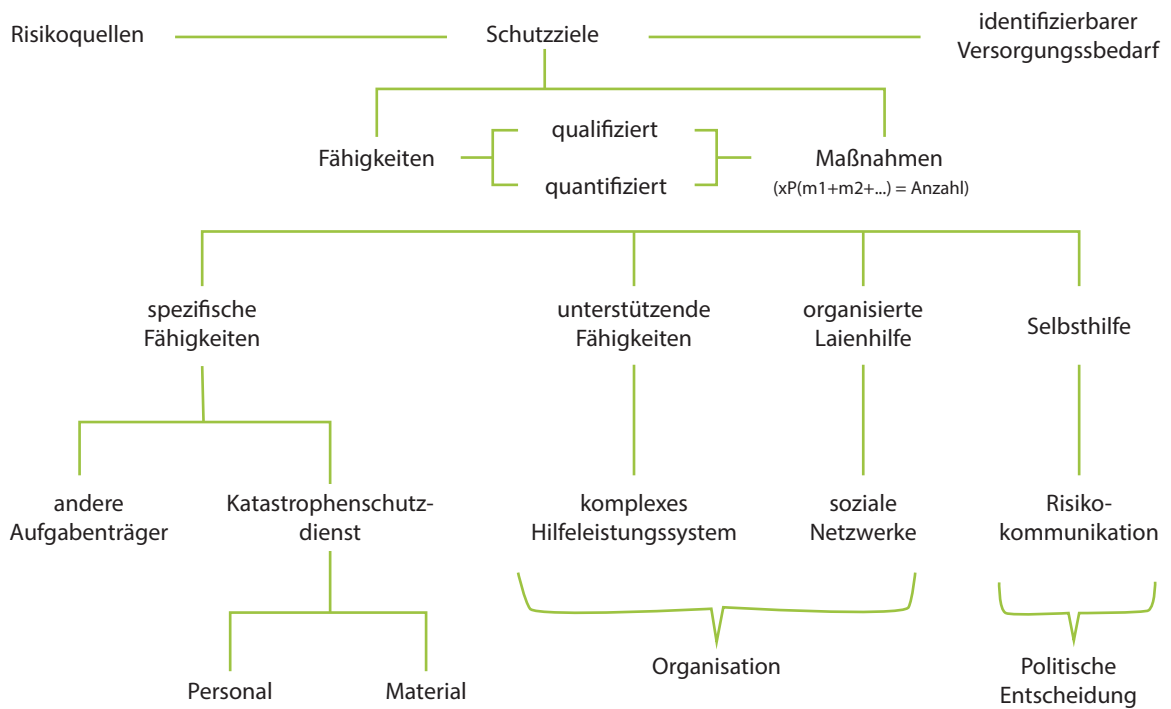 Risikoquellen
Schutzziele
identifizierbarer
Versorgungsbedarf
qualifiziert
Fähigkeiten
Maßnahmen
quantifiziert
(xP(m1+m2+...) = Anzahl)
spezifische
Fähigkeiten
unterstützende
Fähigkeiten
organisierte
Laienhilfe
Selbsthilfe
andere
Aufgabenträger
Katastrophenschutz-
dienst
komplexes
Hilfeleistungssystem
soziale
Netzwerke
Risiko-
kommunikation
Personal
Material
Organisation
Politische
Entscheidung